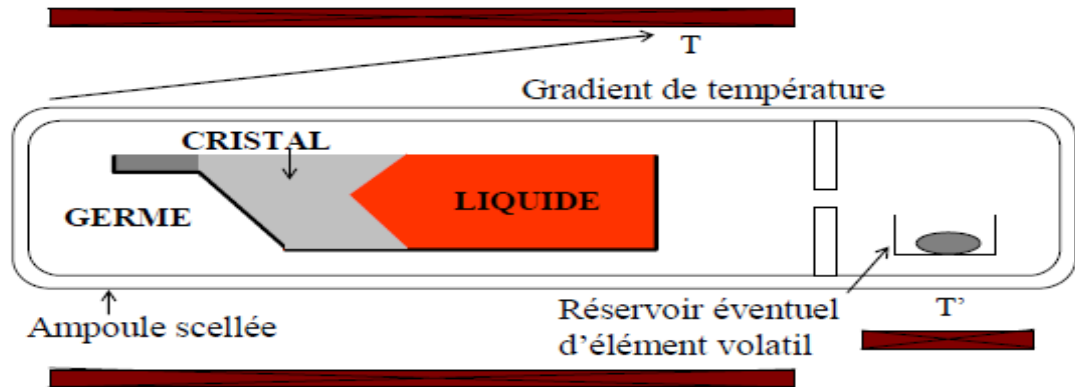 T
Gradient de température
CRISTAL
GERME
LIQUIDE
Ampoule scellée
Réservoir éventuel
d’élément volatil
T’